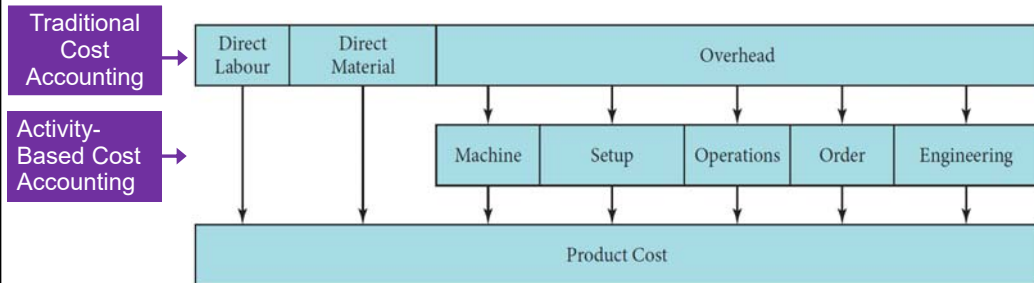 Traditional
Cost
Accounting
Direct
Labour
Direct
Material
Overhead
Activity-
Based Cost
Accounting
Machine
Setup
Operations
Order
Engineering
Product Cost